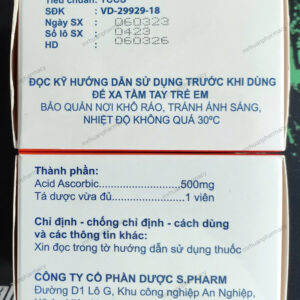 Tiêu chuẩn: TCCS
SĐK : VD-29929-18
Ngày SX : 060323
Số lô SX : 0423
HD : 060326
ĐỌC KỸ HƯỚNG DẪN SỬ DỤNG TRƯỚC KHI DÙNG
ĐỂ XA TẦM TAY TRẺ EM
BẢO QUẢN NƠI KHÔ RÁO, TRÁNH ÁNH SÁNG,
NHIỆT ĐỘ KHÔNG QUÁ 30ºC
Thành phần:
Acid Ascorbic....................500mg
Tá dược vừa đủ....................1 viên
Chỉ định - chống chỉ định - cách dùng
và các thông tin khác:
Xin đọc trong tờ hướng dẫn sử dụng thuốc
CÔNG TY CỔ PHẦN DƯỢC S.PHARM
Đường D1 Lô G, Khu công nghiệp An Nghiệp,